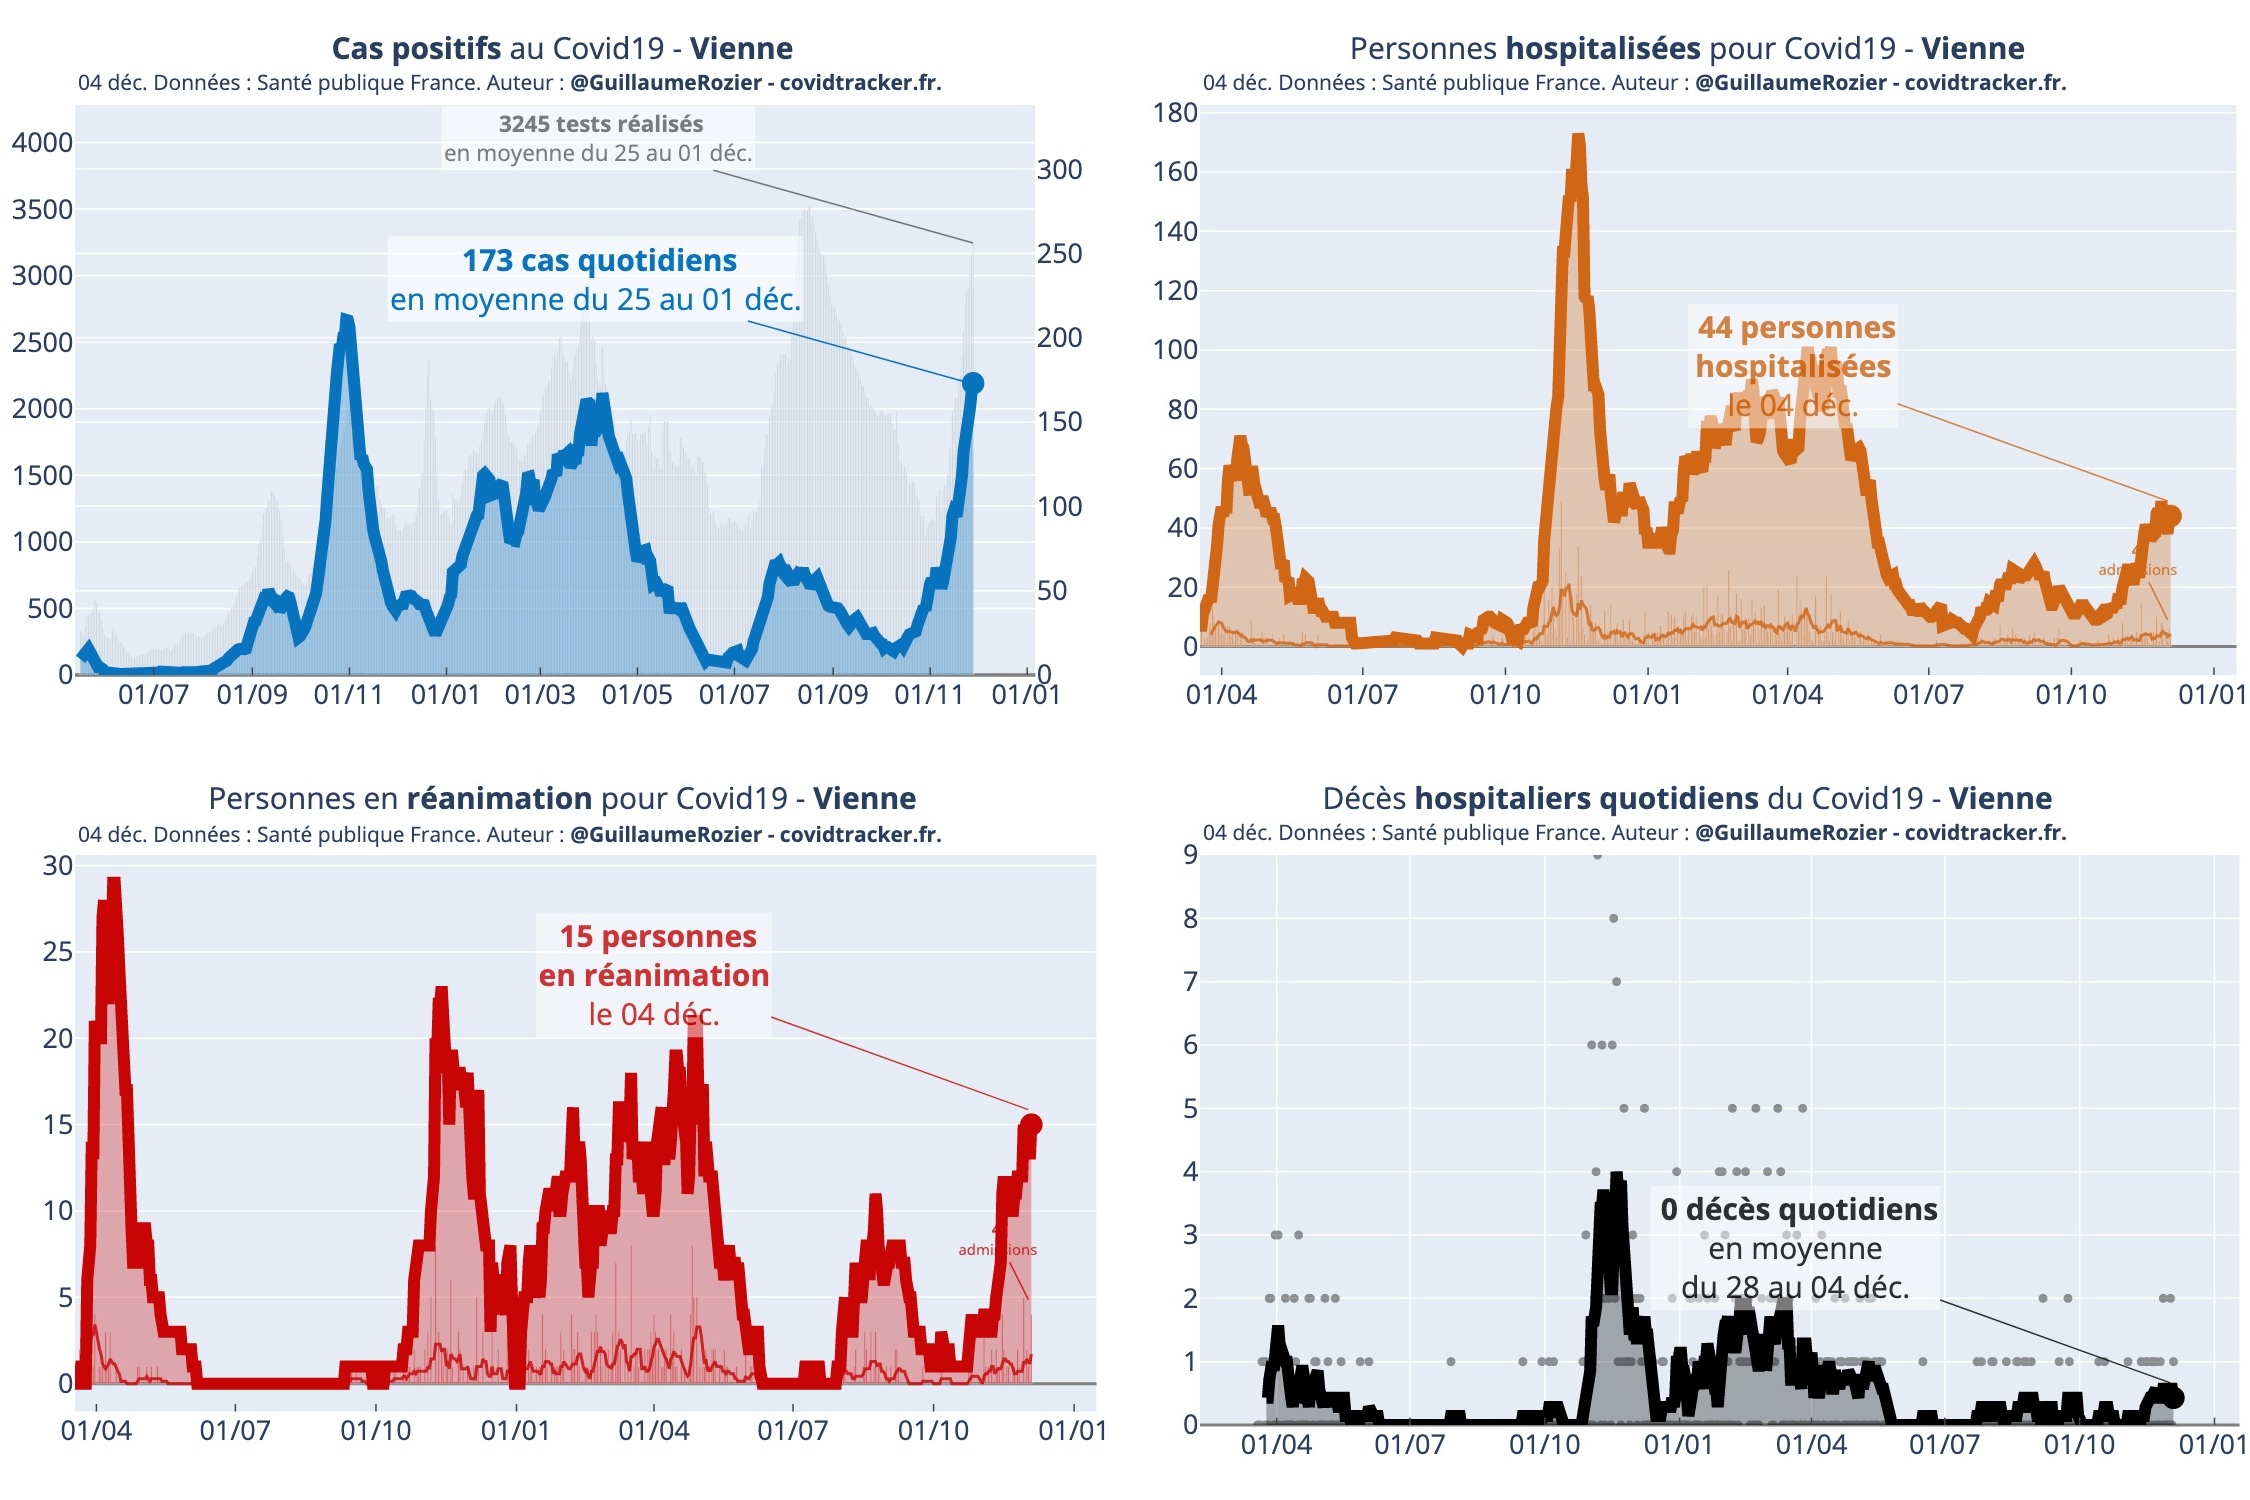 Cas positifs au Covid19 - Vienne
04 déc. Données : Santé publique France. Auteur : @GuillaumeRozier - covidtracker.fr.
3245 tests réalisés
en moyenne du 25 au 01 déc.
173 cas quotidiens
en moyenne du 25 au 01 déc.
4000
3500
3000
2500
2000
1500
1000
500
0
300
250
200
150
100
50
0
01/07 01/09 01/11 01/01 01/03 01/05 01/07 01/09 01/11 01/01
Personnes hospitalisées pour Covid19 - Vienne
04 déc. Données : Santé publique France. Auteur : @GuillaumeRozier - covidtracker.fr.
180
160
140
120
100
80
60
40
20
0
44 personnes
hospitalisées
le 04 déc.
admissions
01/04 01/07 01/10 01/01 01/04 01/07 01/10 01/01
Personnes en réanimation pour Covid19 - Vienne
04 déc. Données : Santé publique France. Auteur : @GuillaumeRozier - covidtracker.fr.
30
25
20
15
10
5
0
15 personnes
en réanimation
le 04 déc.
admissions
01/04 01/07 01/10 01/01 01/04 01/07 01/10 01/01
Décès hospitaliers quotidiens du Covid19 - Vienne
04 déc. Données : Santé publique France. Auteur : @GuillaumeRozier - covidtracker.fr.
9
8
7
6
5
4
3
2
1
0
0 décès quotidiens
en moyenne
du 28 au 04 déc.
01/04 01/07 01/10 01/01 01/04 01/07 01/10 01/01